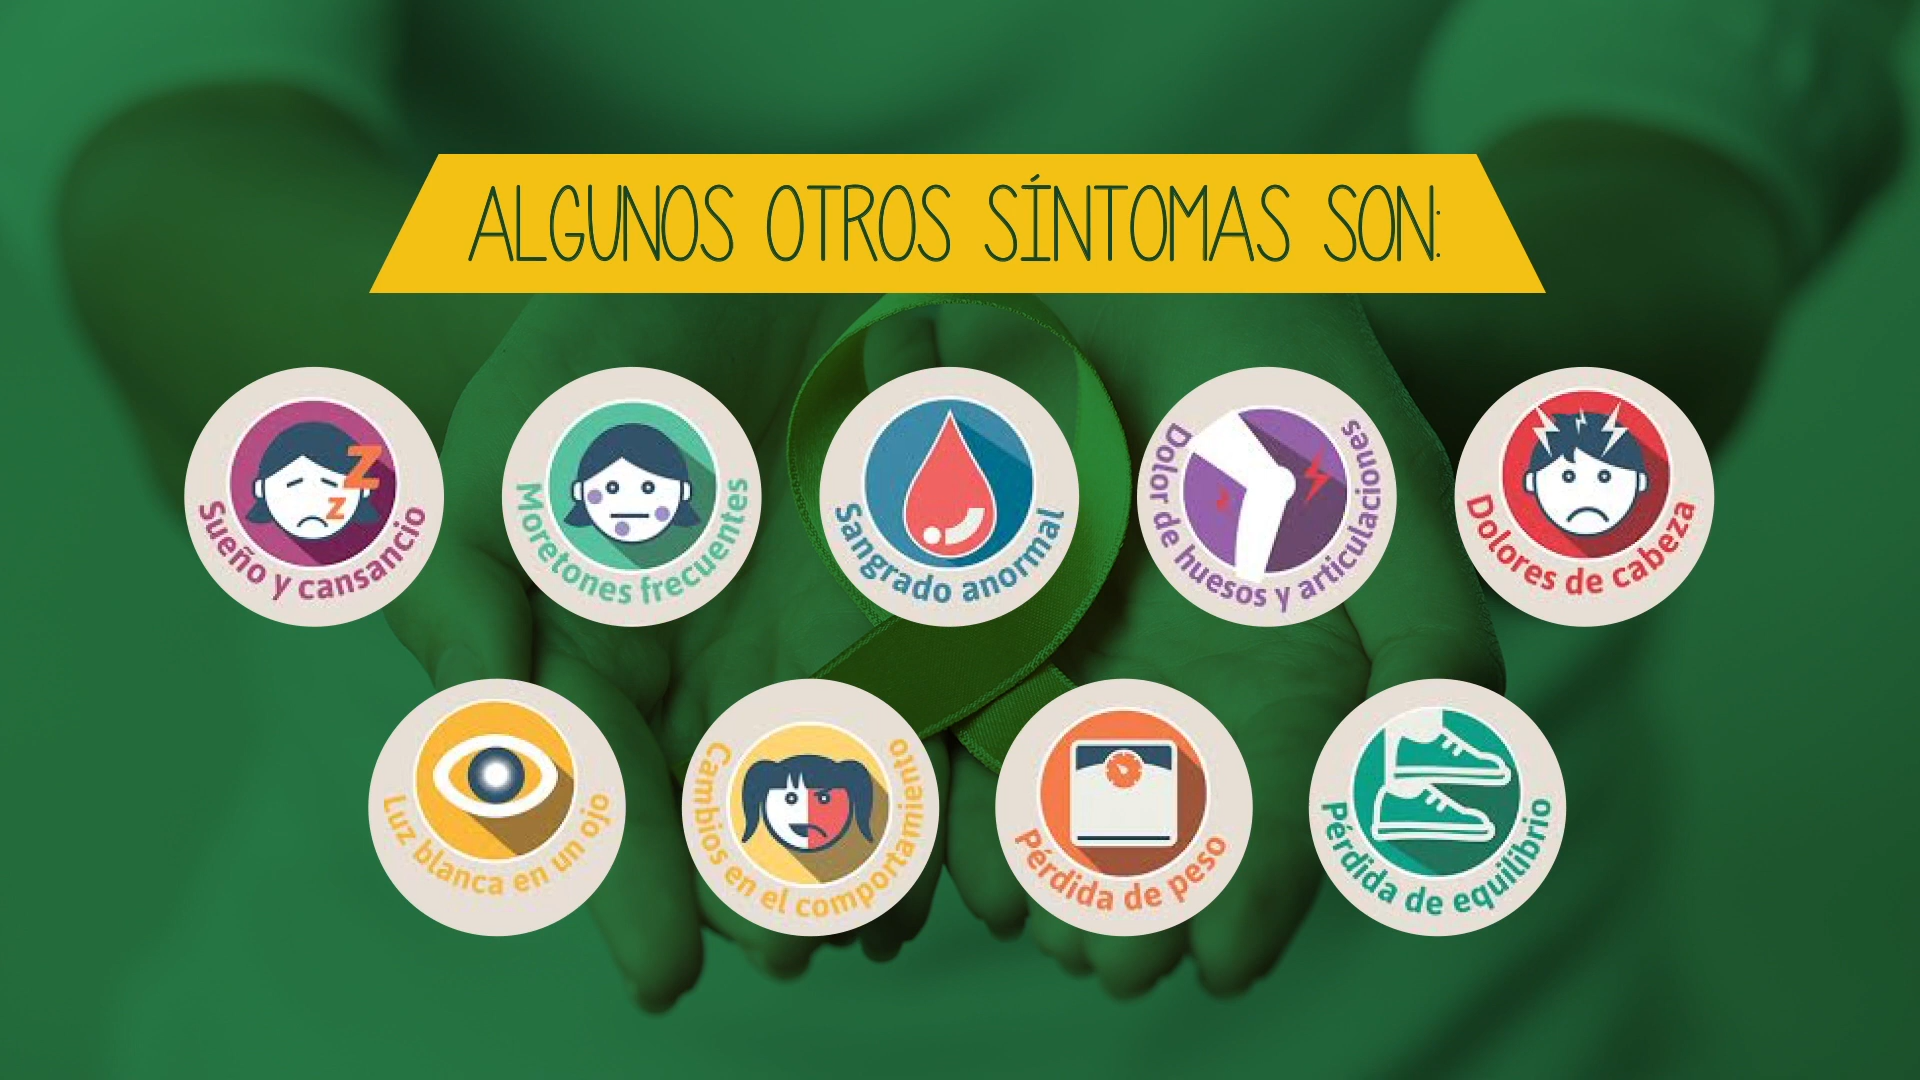 ALGUNOS OTROS SÍNTOMAS SON:
Sueño y cansancio
Moretones frecuentes
Sangrado anormal
Dolor de huesos y articulaciones
Dolores de cabeza
Luz blanca en un ojo
Cambios en el comportamiento
Pérdida de peso
Pérdida de equilibrio